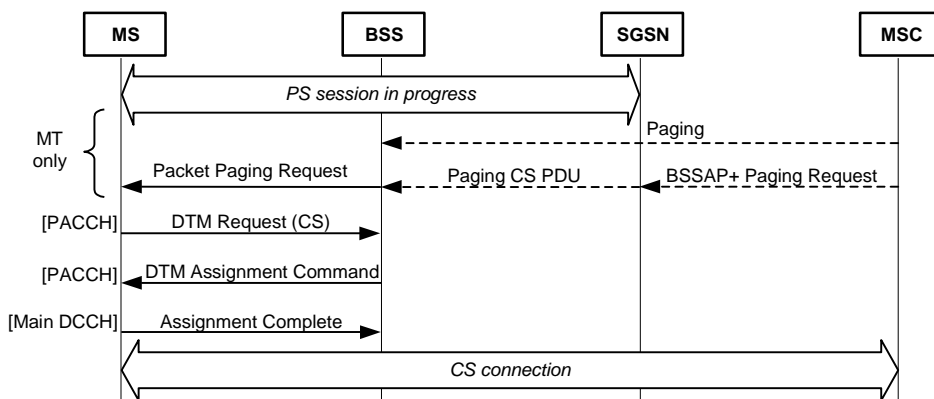 MS
BSS
SGSN
MSC
PS session in progress
MT
only
Paging
Packet Paging Request
Paging CS PDU
BSSAP+ Paging Request
[PACCH]
DTM Request (CS)
[PACCH]
DTM Assignment Command
[Main DCCH]
Assignment Complete
CS connection